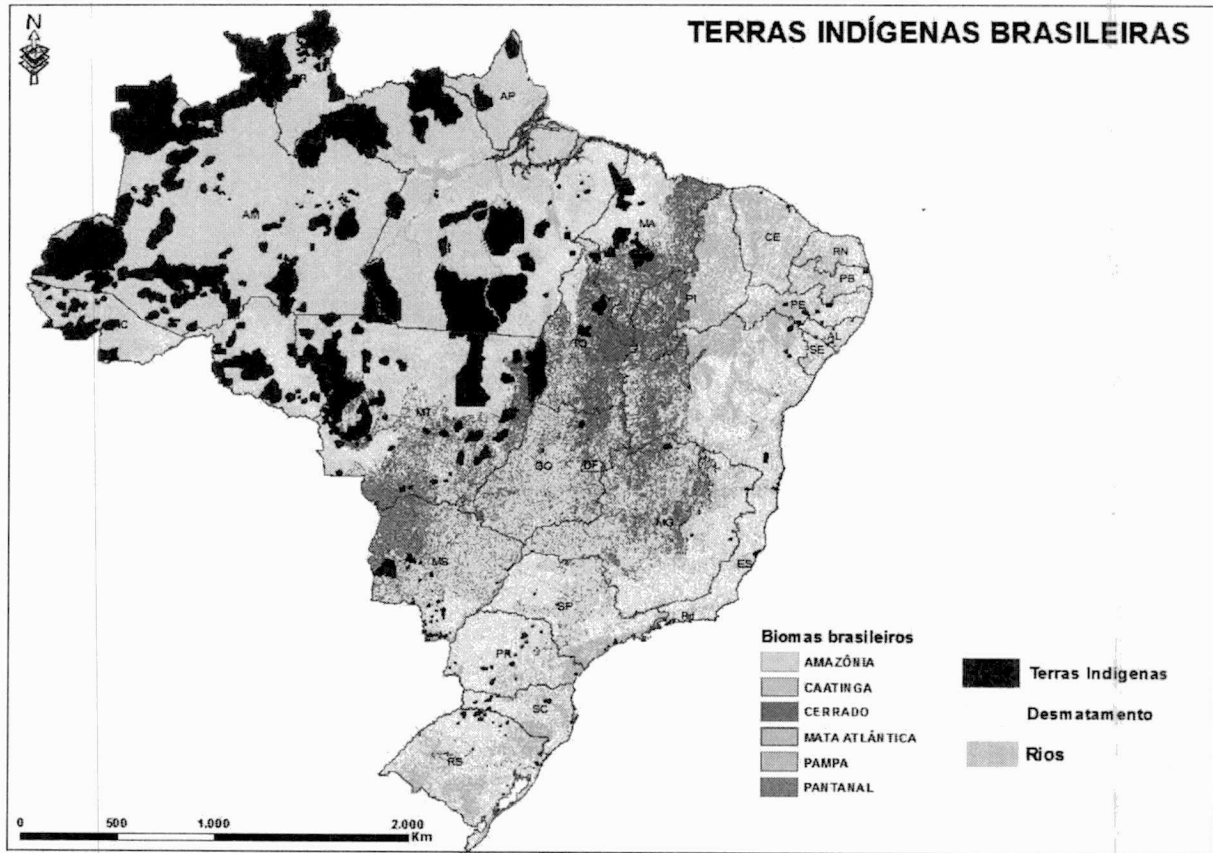 N
TERRAS INDÍGENAS BRASILEIRAS
RR
AP
AM
MA
CE
RN
PB
PI
PE
AC
AL
SE
TO
MT
GO
DF
MG
MS
ES
SP
RJ
PR
SC
RS
Biomas brasileiros
AMAZÔNIA
CAATINGA
CERRADO
MATA ATLÂNTICA
PAMPA
PANTANAL
Terras Indígenas
Desmatamento
Rios
0 500 1.000 2.000
Km